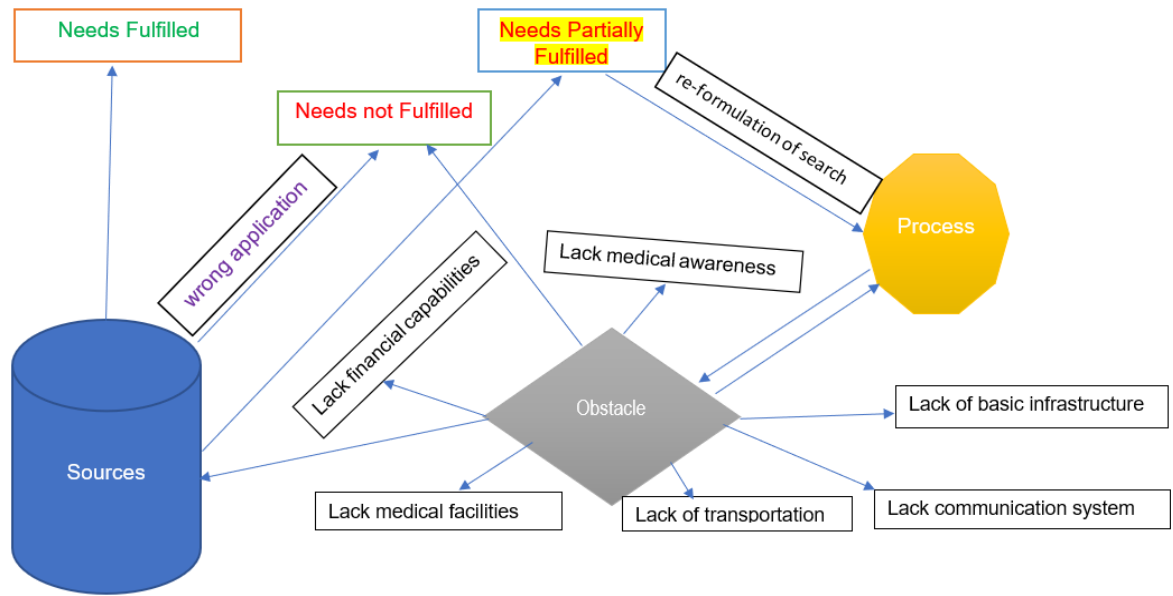 Needs Fulfilled
Needs Partially
Fulfilled
Needs not Fulfilled
re-formulation of search
wrong application
Process
Lack medical awareness
Lack financial capabilities
Obstacle
Lack of basic infrastructure
Sources
Lack medical facilities
Lack of transportation
Lack communication system